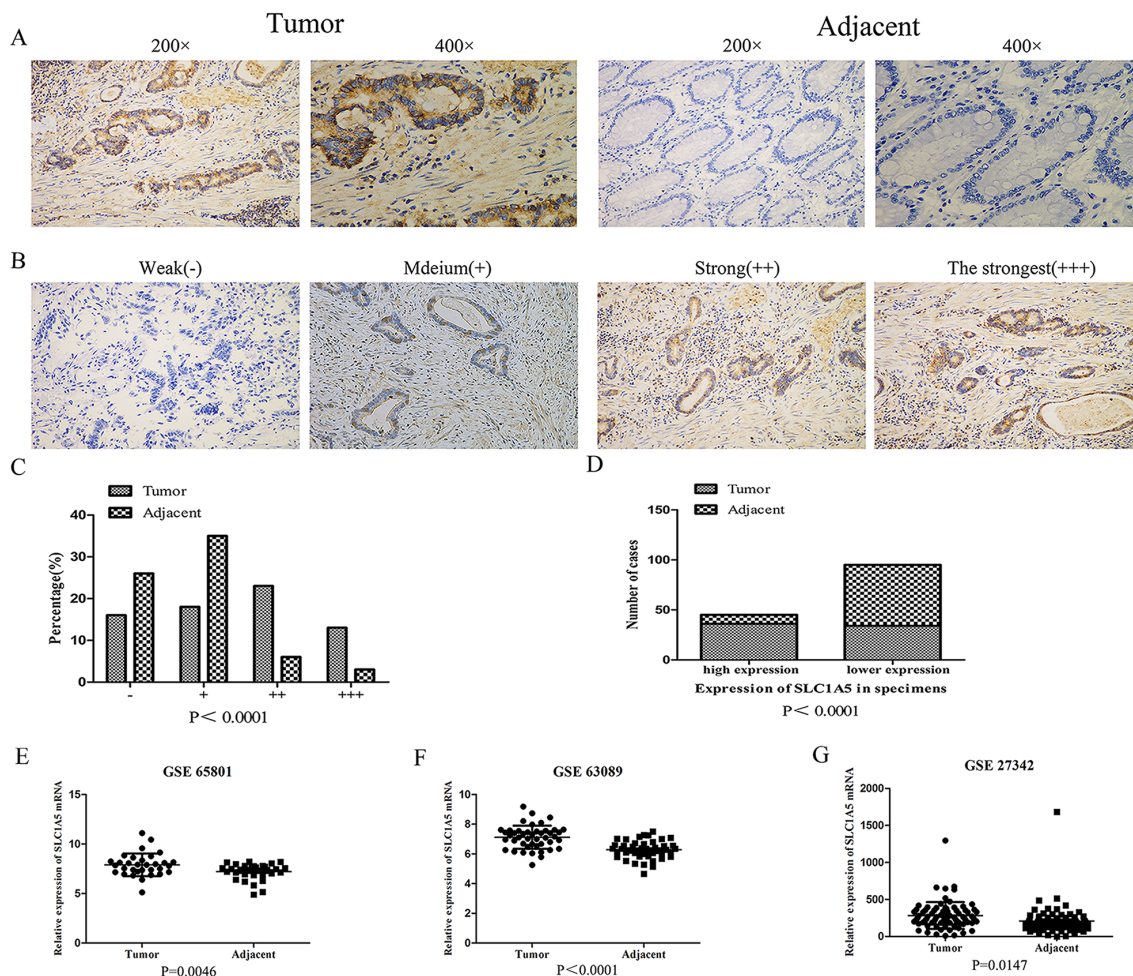 Tumor Adjacent
A 200× 400× 200× 400×
B Weak(-) Mdeium(+) Strong(++) The strongest(+++)
C
Tumor
Adjacent
Percentage(%)
40
30
20
10
0
- + ++ +++
P< 0.0001
D
Tumor
Adjacent
Number of cases
150
100
50
0
high expression lower expression
Expression of SLC1A5 in specimens
P< 0.0001
E
GSE 65801
Relative expression of SLC1A5 mRNA
15
10
5
0
Tumor Adjacent
P=0.0046
F
GSE 63089
Relative expression of SLC1A5 mRNA
10
8
6
4
2
0
Tumor Adjacent
P<0.0001
G
GSE 27342
Relative expression of SLC1A5 mRNA
2000
1500
1000
500
0
Tumor Adjacent
P=0.0147